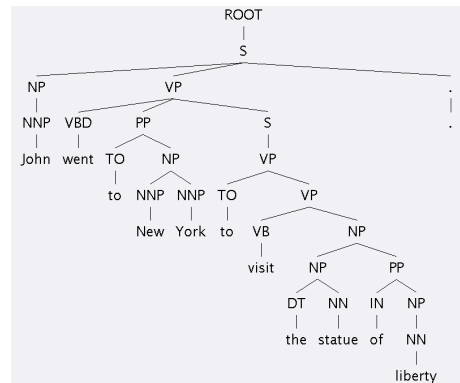 ROOT
S
NP VP .
NNP VBD PP S .
John went TO NP VP
to NNP NNP TO VP
New York to VB NP
visit NP PP
DT NN IN NP
the statue of NN
liberty